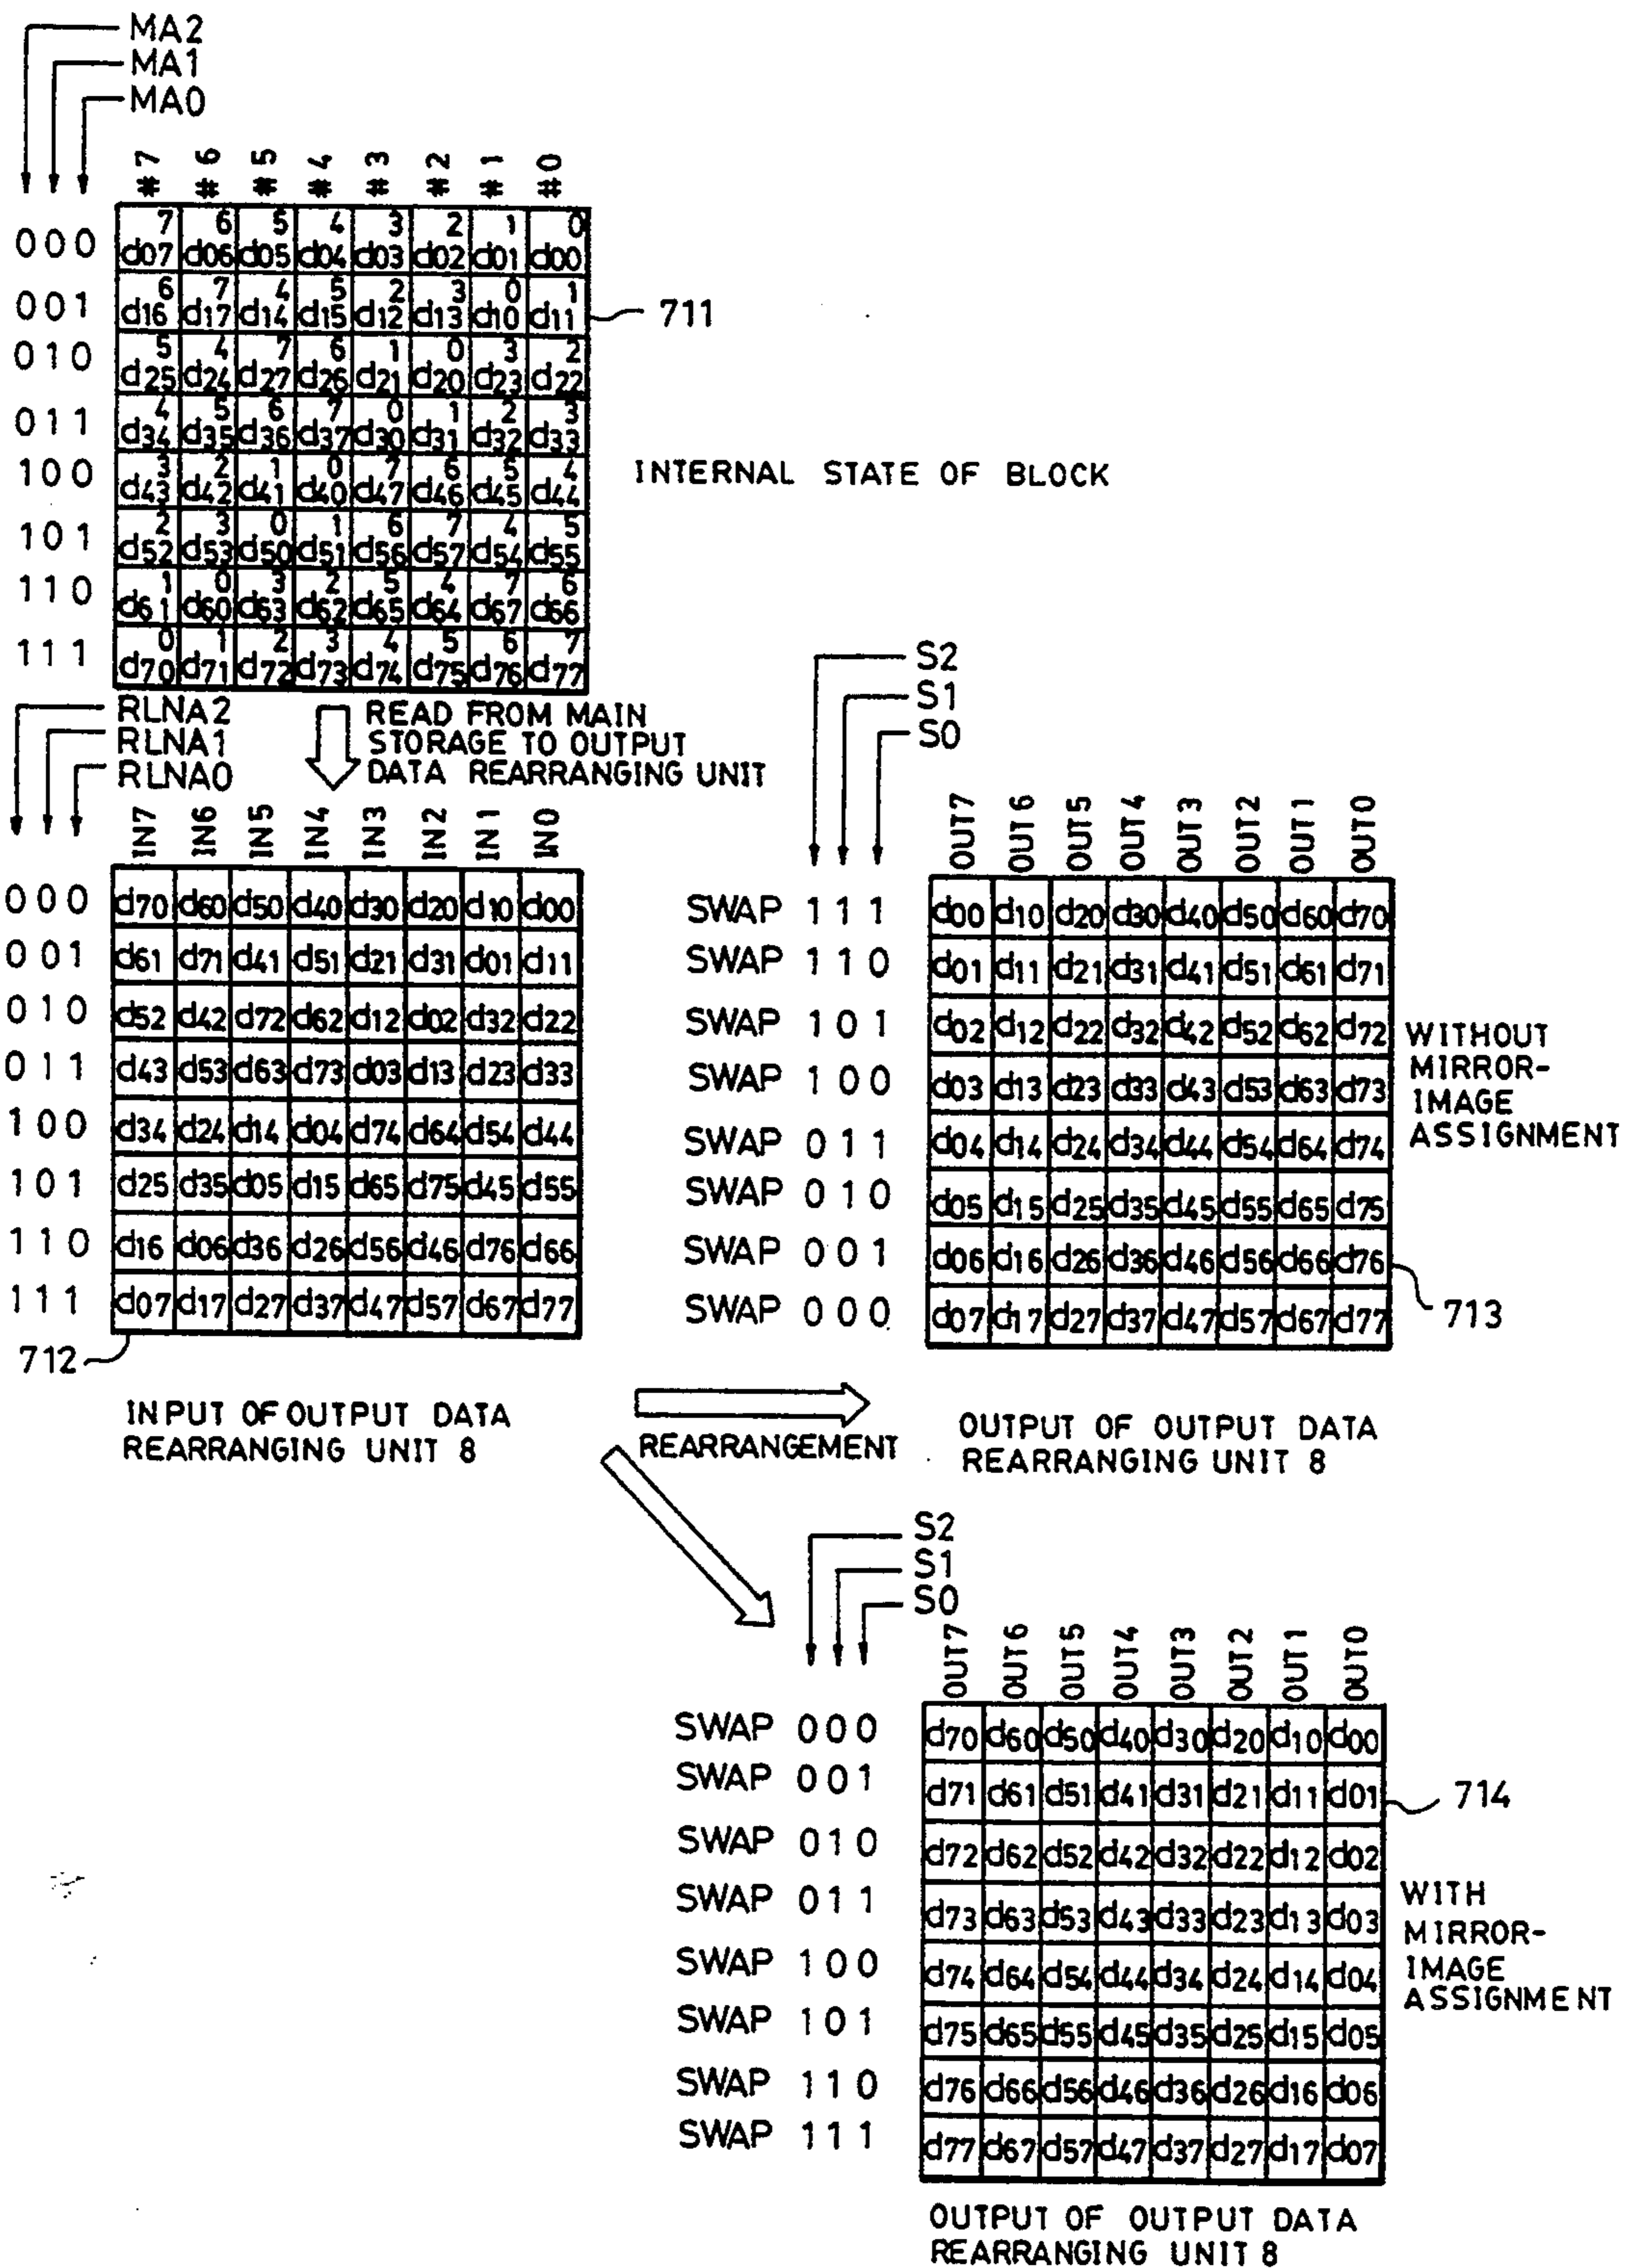 MA2
MA1
MA0
#7 #6 #5 #4 #3 #2 #1 #0
7 6 5 4 3 2 1 0
000 d07 d06 d05 d04 d03 d02 d01 d00
6 7 4 5 2 3 0 1
001 d16 d17 d14 d15 d12 d13 d10 d11
711
5 4 7 6 1 0 3 2
010 d25 d24 d27 d26 d21 d20 d23 d22
4 5 6 7 0 1 2 3
011 d34 d35 d36 d37 d30 d31 d32 d33
3 2 1 0 7 6 5 4
100 d43 d42 d41 d40 d47 d46 d45 d44
INTERNAL STATE OF BLOCK
2 3 0 1 6 7 4 5
101 d52 d53 d50 d51 d56 d57 d54 d55
1 0 3 2 5 4 7 6
110 d61 d60 d63 d62 d65 d64 d67 d66
0 1 2 3 4 5 6 7
111 d70 d71 d72 d73 d74 d75 d76 d77
RLNA2
RLNA1
RLNA0
READ FROM MAIN
STORAGE TO OUTPUT
DATA REARRANGING UNIT
IN7 IN6 IN5 IN4 IN3 IN2 IN1 IN0
000 d70 d60 d50 d40 d30 d20 d10 d00
001 d61 d71 d41 d51 d21 d31 d01 d11
010 d52 d42 d72 d62 d12 d02 d32 d22
011 d43 d53 d63 d73 d03 d13 d23 d33
100 d34 d24 d14 d04 d74 d64 d54 d44
101 d25 d35 d05 d15 d65 d75 d45 d55
110 d16 d06 d36 d26 d56 d46 d76 d66
111 d07 d17 d27 d37 d47 d57 d67 d77
712
INPUT OF OUTPUT DATA
REARRANGING UNIT 8
S2
S1
S0
OUT7 OUT6 OUT5 OUT4 OUT3 OUT2 OUT1 OUT0
SWAP 111 d00 d10 d20 d30 d40 d50 d60 d70
SWAP 110 d01 d11 d21 d31 d41 d51 d61 d71
SWAP 101 d02 d12 d22 d32 d42 d52 d62 d72
SWAP 100 d03 d13 d23 d33 d43 d53 d63 d73
SWAP 011 d04 d14 d24 d34 d44 d54 d64 d74
SWAP 010 d05 d15 d25 d35 d45 d55 d65 d75
SWAP 001 d06 d16 d26 d36 d46 d56 d66 d76
SWAP 000 d07 d17 d27 d37 d47 d57 d67 d77
WITHOUT
MIRROR-
IMAGE
ASSIGNMENT
713
REARRANGEMENT
OUTPUT OF OUTPUT DATA
REARRANGING UNIT 8
S2
S1
S0
OUT7 OUT6 OUT5 OUT4 OUT3 OUT2 OUT1 OUT0
SWAP 000 d70 d60 d50 d40 d30 d20 d10 d00
SWAP 001 d71 d61 d51 d41 d31 d21 d11 d01
714
SWAP 010 d72 d62 d52 d42 d32 d22 d12 d02
SWAP 011 d73 d63 d53 d43 d33 d23 d13 d03
SWAP 100 d74 d64 d54 d44 d34 d24 d14 d04
SWAP 101 d75 d65 d55 d45 d35 d25 d15 d05
SWAP 110 d76 d66 d56 d46 d36 d26 d16 d06
SWAP 111 d77 d67 d57 d47 d37 d27 d17 d07
WITH
MIRROR-
IMAGE
ASSIGNMENT
OUTPUT OF OUTPUT DATA
REARRANGING UNIT 8